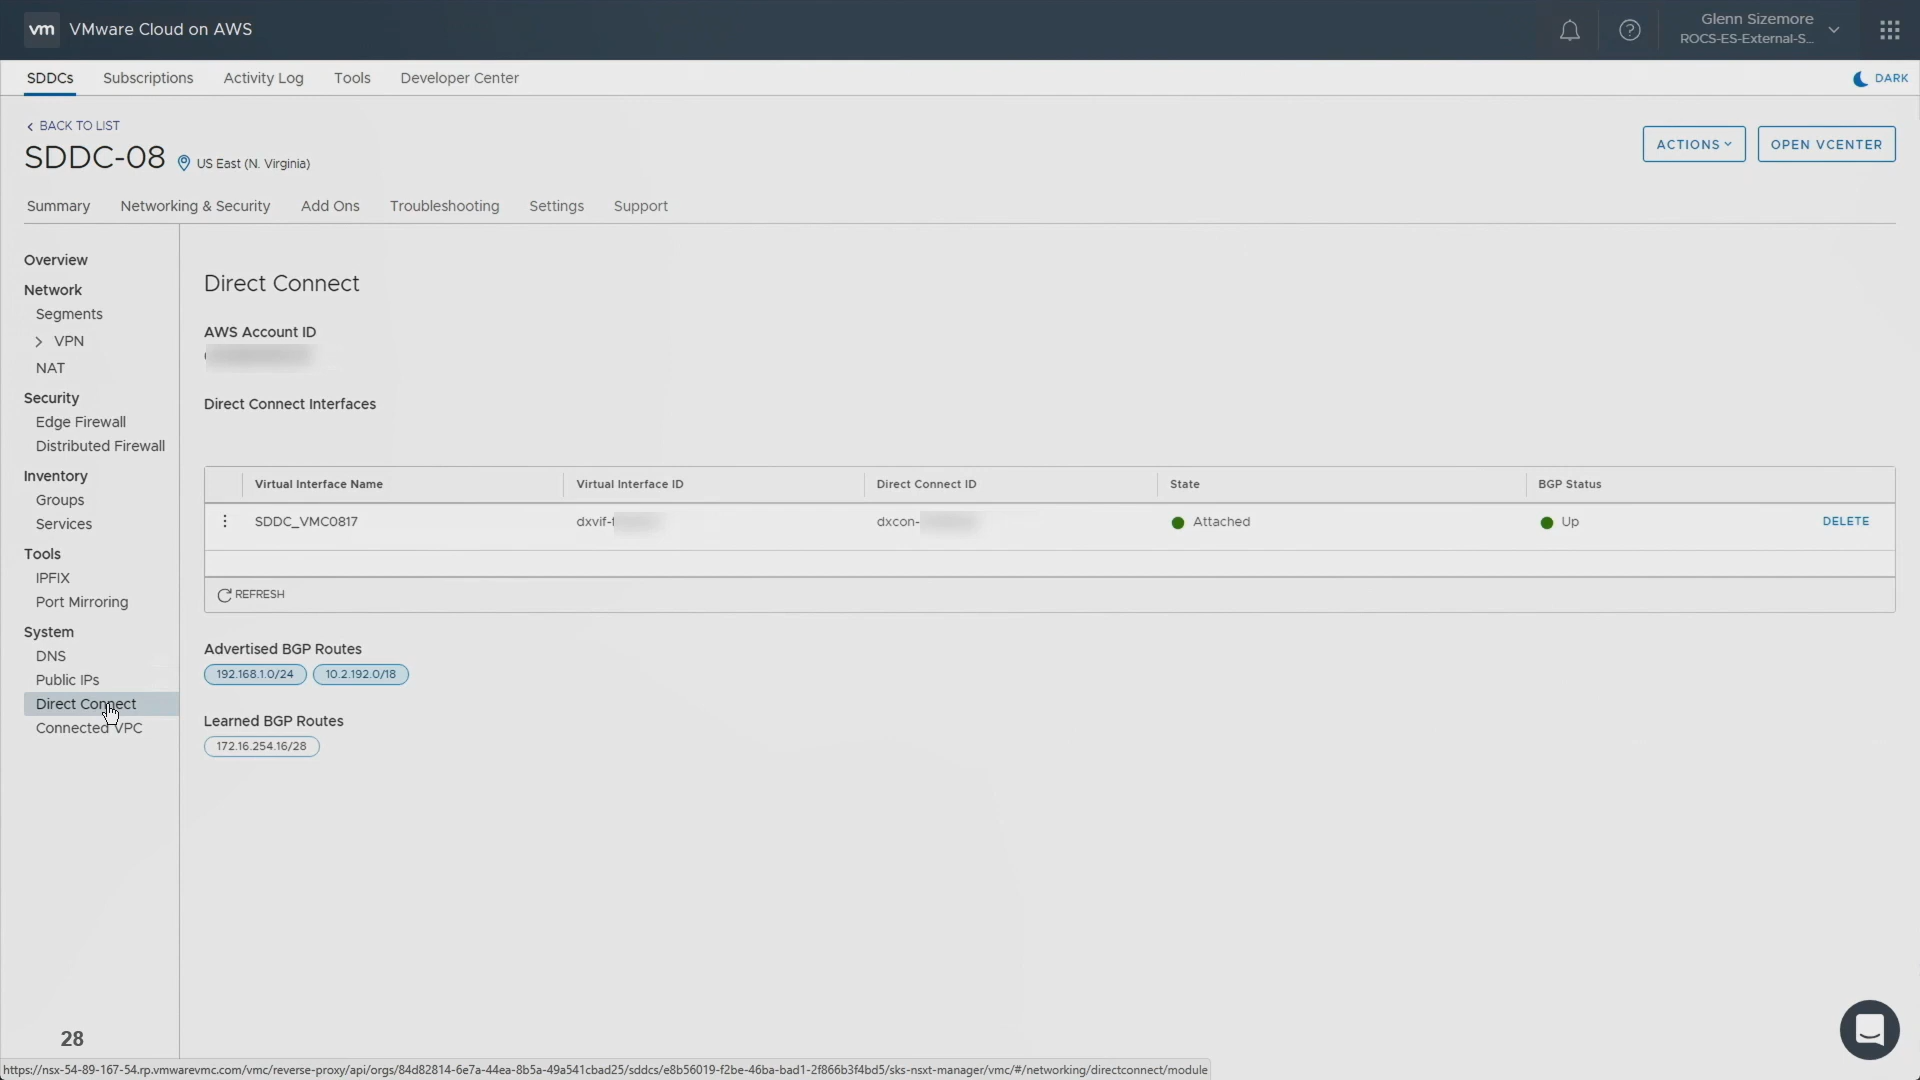 vm VMware Cloud on AWS
Glenn Sizemore
ROCS-ES-External-S...
SDDCs Subscriptions Activity Log Tools Developer Center DARK
BACK TO LIST
SDDC-08 US East (N. Virginia)
ACTIONS OPEN VCENTER
Summary Networking & Security Add Ons Troubleshooting Settings Support
Overview
Network
Segments
VPN
NAT
Security
Edge Firewall
Distributed Firewall
Inventory
Groups
Services
Tools
IPFIX
Port Mirroring
System
DNS
Public IPs
Direct Connect
Connected VPC
28
Direct Connect
AWS Account ID
Direct Connect Interfaces
Virtual Interface Name Virtual Interface ID Direct Connect ID State BGP Status
SDDC_VMC0817 dxvif- dxcon- Attached Up DELETE
REFRESH
Advertised BGP Routes
192.168.1.0/24 10.2.192.0/18
Learned BGP Routes
172.16.254.16/28
https://nsx-54-89-167-54.rp.vmwarevmc.com/vmc/reverse-proxy/api/orgs/84d82814-6e7a-44ea-8b5a-49a541cbad25/sddcs/e8b56019-f2be-46ba-bad1-2f866b3f4bd5/sks-nsxt-manager/vmc/#/networking/directconnect/module